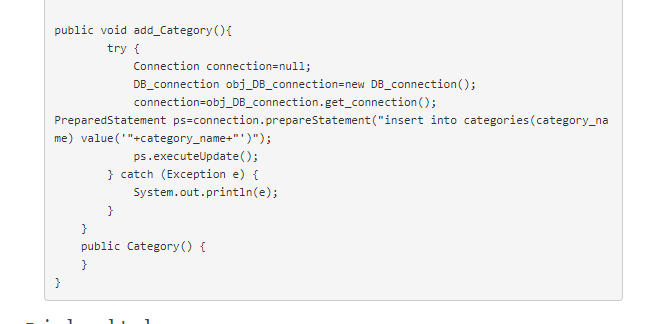 public void add_Category(){
try {
Connection connection=null;
DB_connection obj_DB_connection=new DB_connection();
connection=obj_DB_connection.get_connection();
PreparedStatement ps=connection.prepareStatement("insert into categories(category_na
me) value('"+category_name+"')");
ps.executeUpdate();
} catch (Exception e) {
System.out.println(e);
}
}
public Category() {
}
}